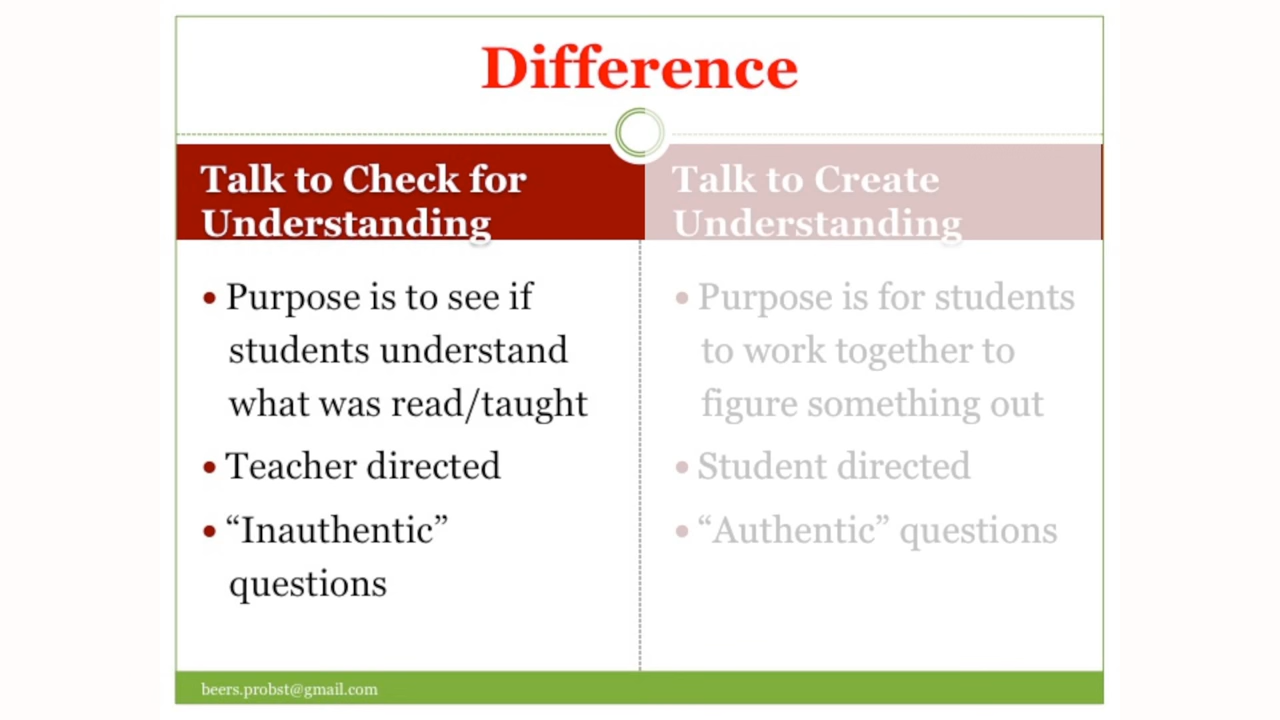 Difference
Talk to Check for
Understanding
• Purpose is to see if
students understand
what was read/taught
• Teacher directed
• “Inauthentic”
questions
Talk to Create
Understanding
• Purpose is for students
to work together to
figure something out
• Student directed
• “Authentic” questions
beers.probst@gmail.com